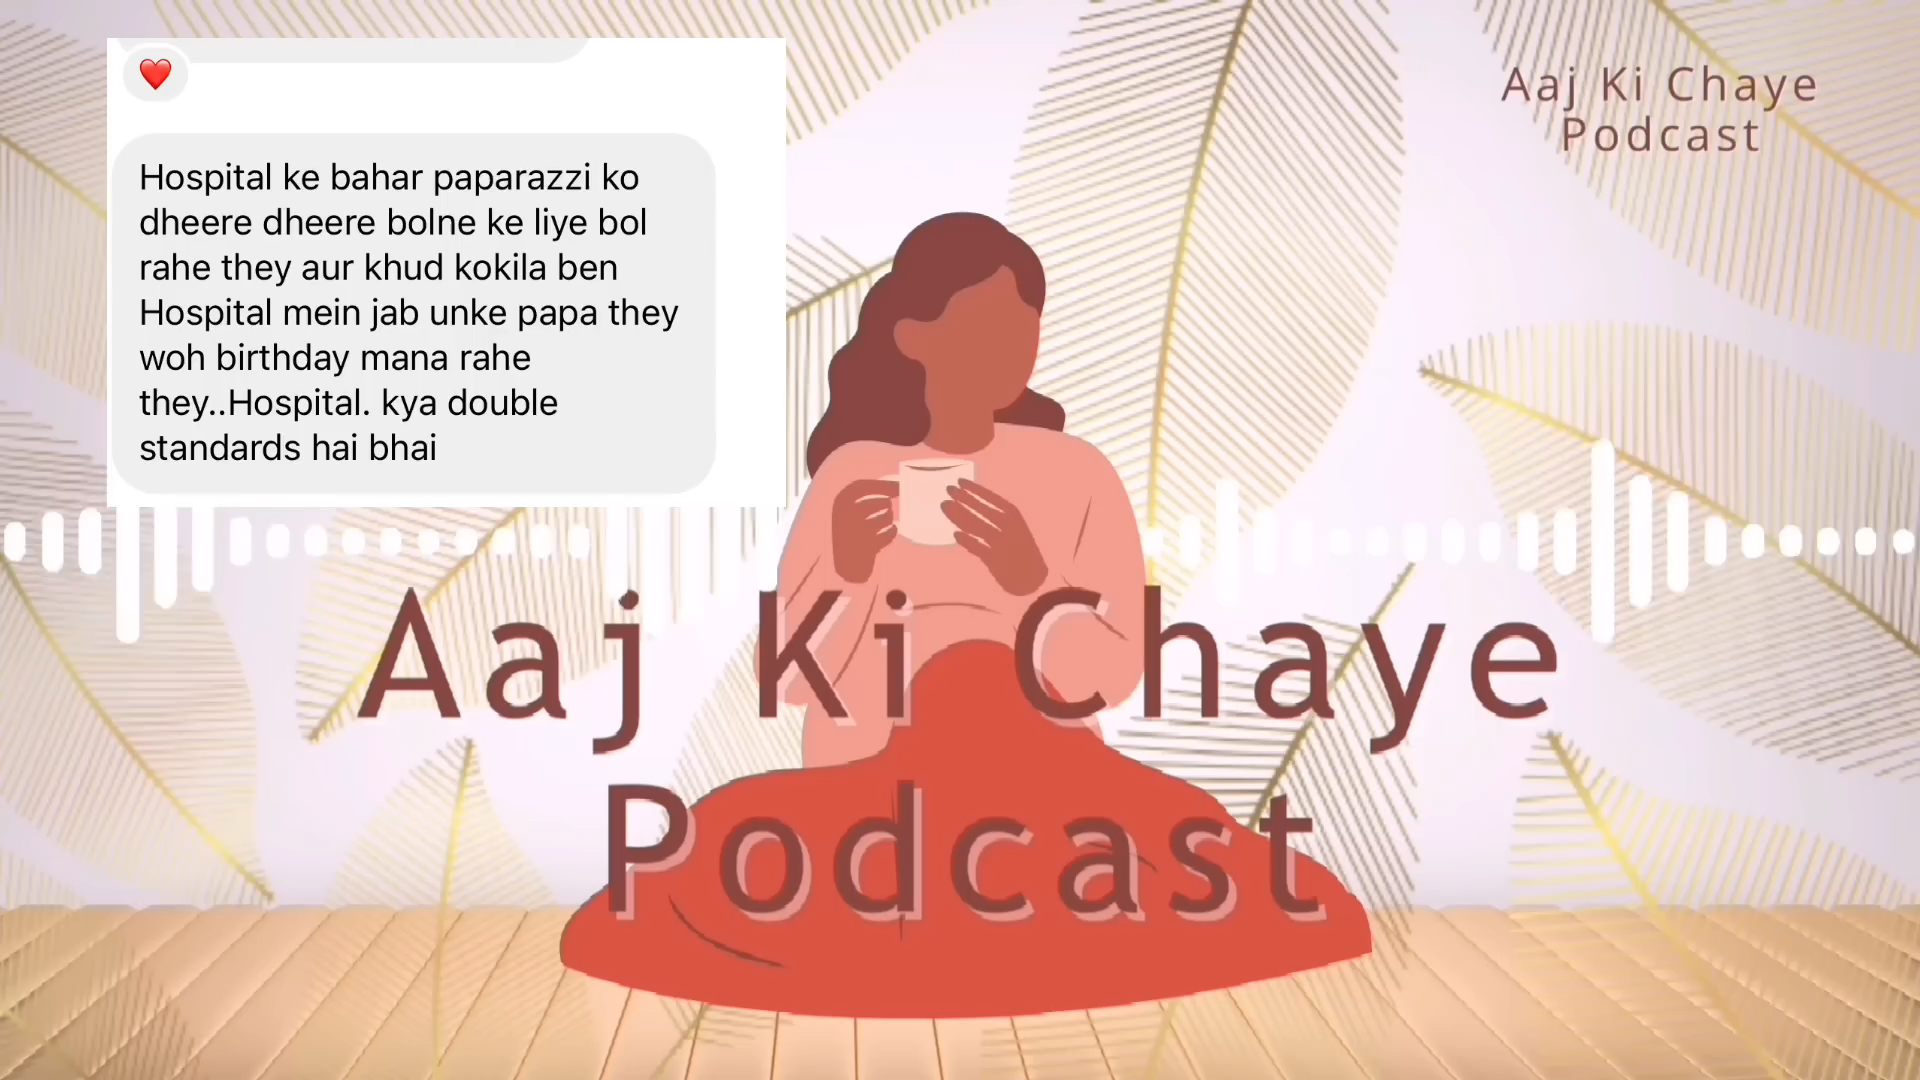 ❤️
Hospital ke bahar paparazzi ko
dheere dheere bolne ke liye bol
rahe they aur khud kokila ben
Hospital mein jab unke papa they
woh birthday mana rahe
they..Hospital. kya double
standards hai bhai
Aaj Ki Chaye
Podcast
Aaj Ki Chaye
Podcast